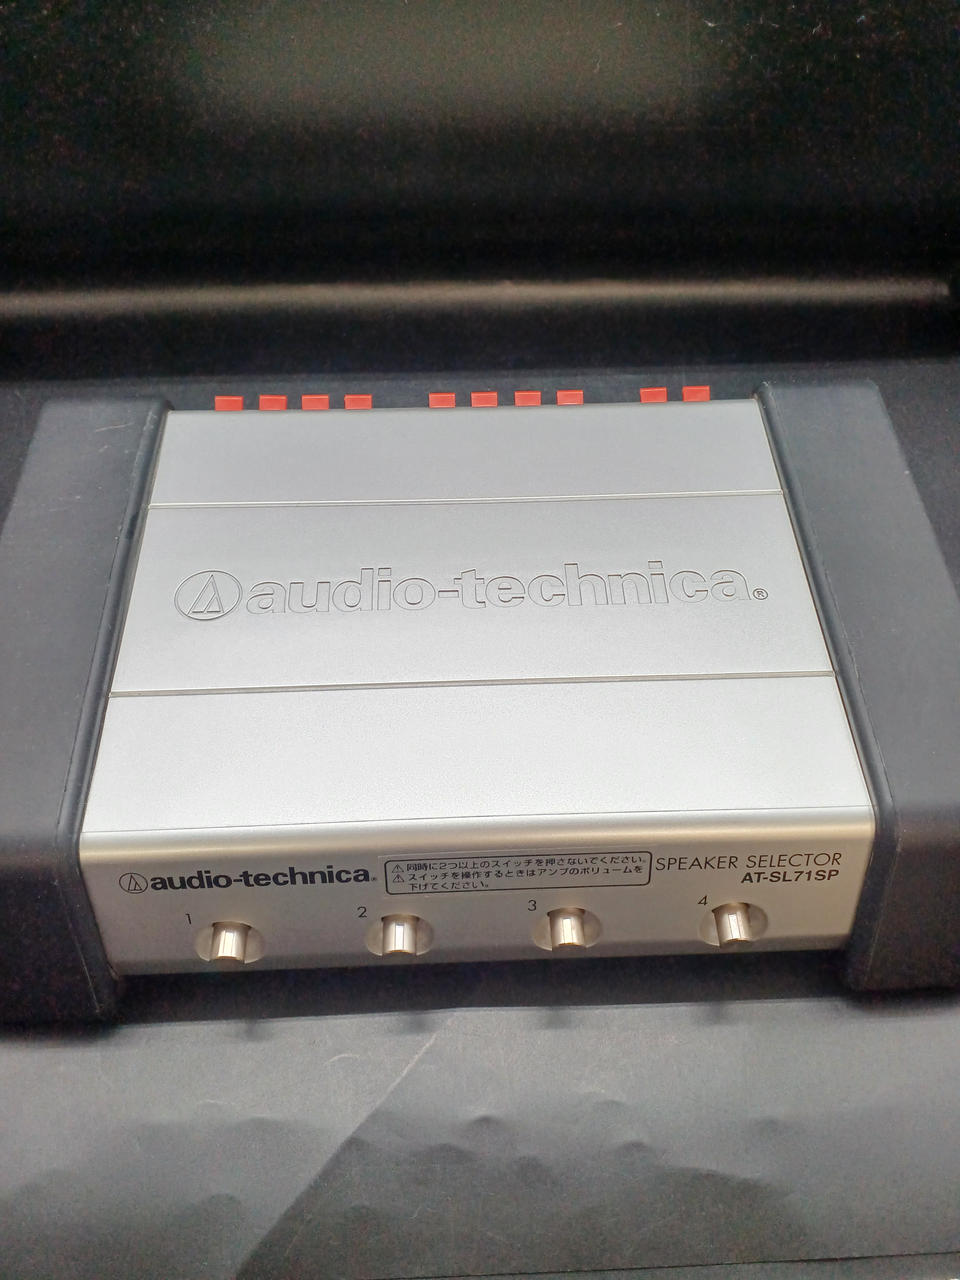 audio-technica®
audio-technica®
⚠同時に2つ以上のスイッチを押さないでください。
⚠スイッチを操作するときはアンプのボリュームを
下げてください。
SPEAKER SELECTOR
AT-SL71SP
1
2
3
4